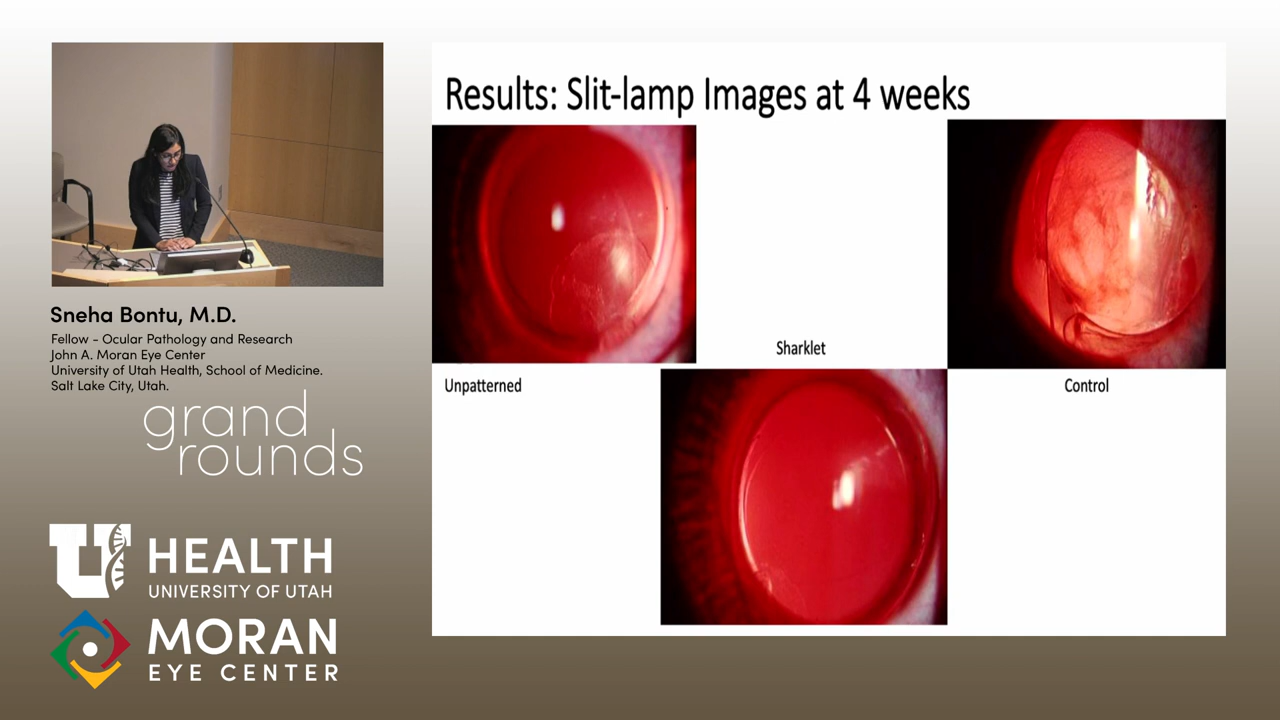 Results: Slit-lamp Images at 4 weeks
Sharklet
Unpatterned
Control
Sneha Bontu, M.D.
Fellow - Ocular Pathology and Research
John A. Moran Eye Center
University of Utah Health, School of Medicine.
Salt Lake City, Utah.
grand
rounds
U HEALTH
UNIVERSITY OF UTAH
MORAN
EYE CENTER